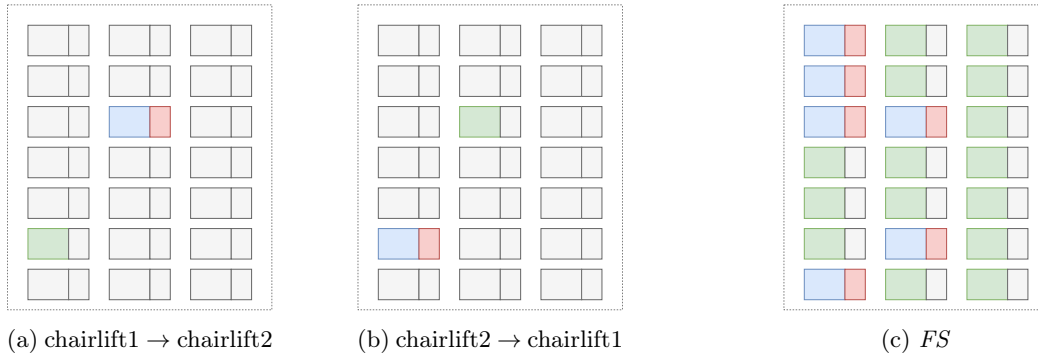 (a) chairlift1 → chairlift2
(b) chairlift2 → chairlift1
(c) FS